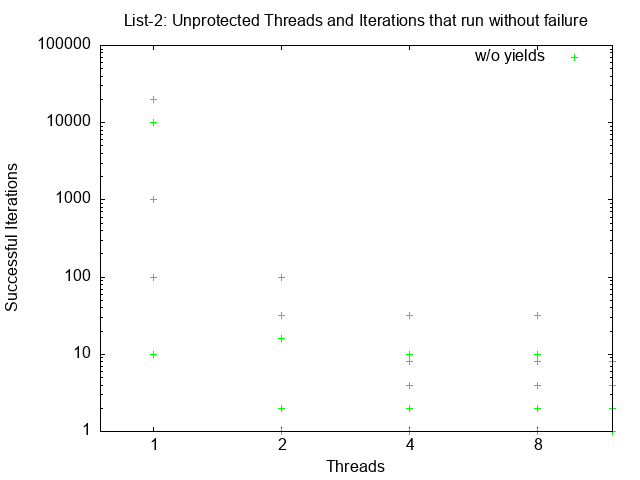 List-2: Unprotected Threads and Iterations that run without failure
100000
w/o yields
10000
1000
100
10
1
Successful Iterations
1 2 4 8
Threads